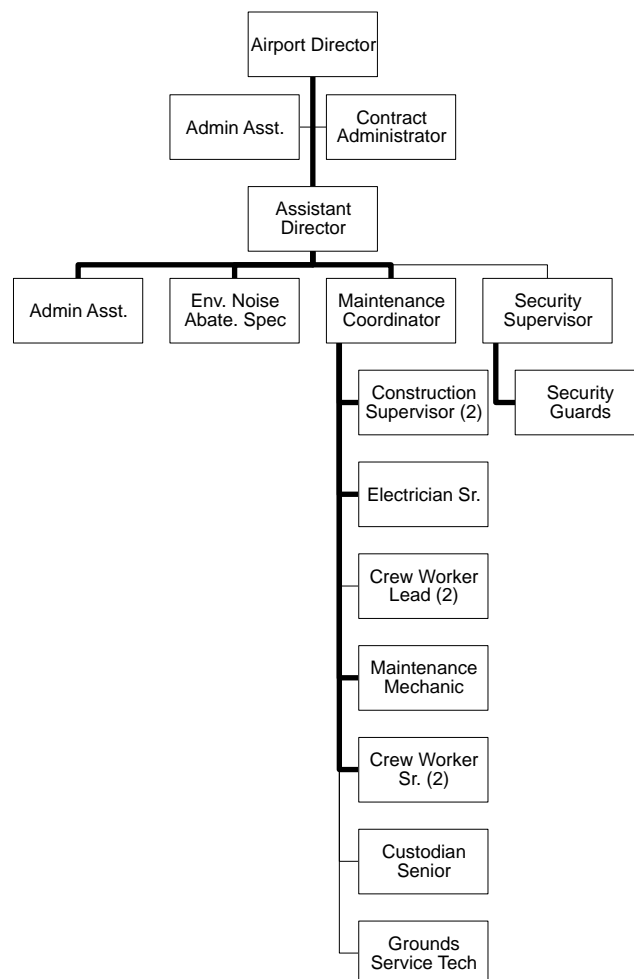 Airport Director
Admin Asst.
Contract
Administrator
Assistant
Director
Admin Asst.
Env. Noise
Abate. Spec
Maintenance
Coordinator
Security
Supervisor
Construction
Supervisor (2)
Security
Guards
Electrician Sr.
Crew Worker
Lead (2)
Maintenance
Mechanic
Crew Worker
Sr. (2)
Custodian
Senior
Grounds
Service Tech